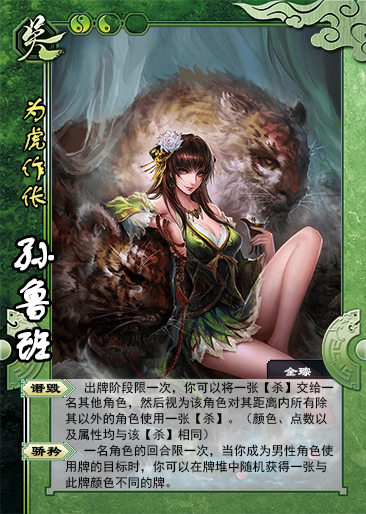 吴
为虎作伥
孙鲁班
全琮
谮毁
出牌阶段限一次，你可以将一张【杀】交给一
名其他角色，然后视为该角色对其距离内所有除
其以外的角色使用一张【杀】。（颜色、点数以
及属性均与该【杀】相同）
骄矜
一名角色的回合限一次，当你成为男性角色使
用牌的目标时，你可以在牌堆中随机获得一张与
此牌颜色不同的牌。